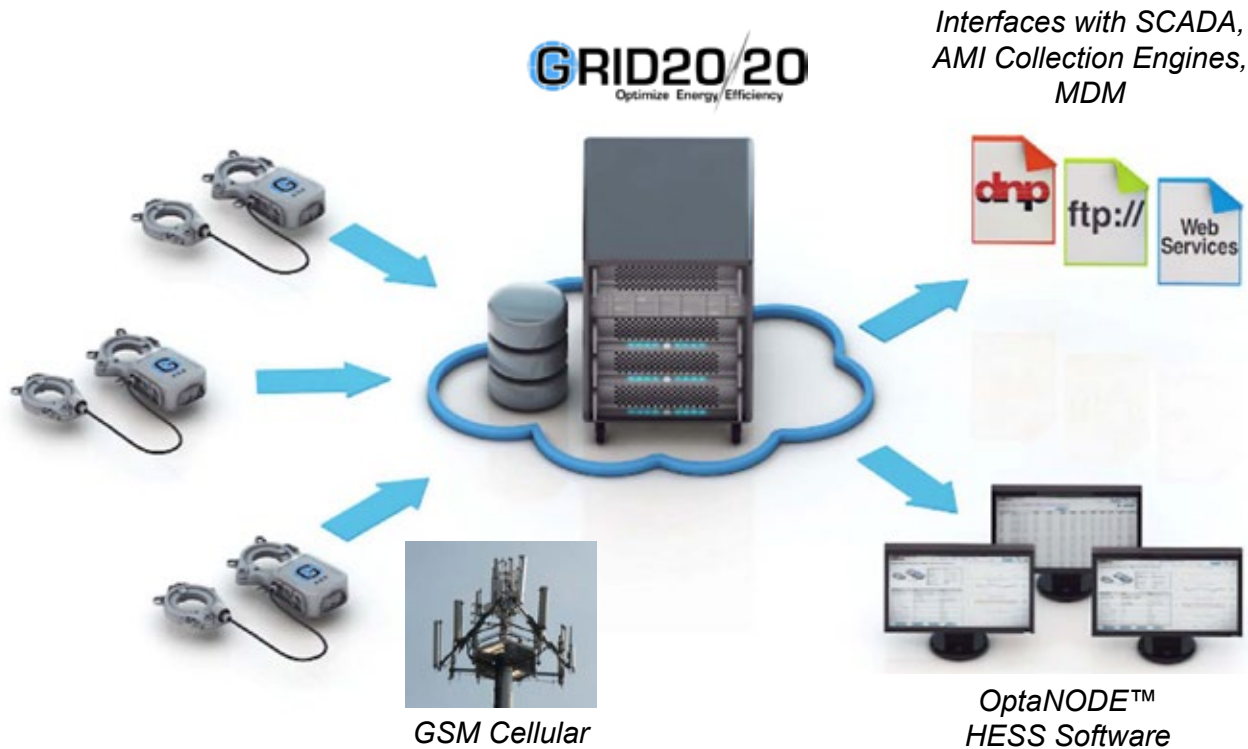 Interfaces with SCADA,
AMI Collection Engines,
MDM
GRID20/20
Optimize Energy Efficiency
dnp
ftp://
Web
Services
G
G
G
GSM Cellular
OptaNODE™
HESS Software